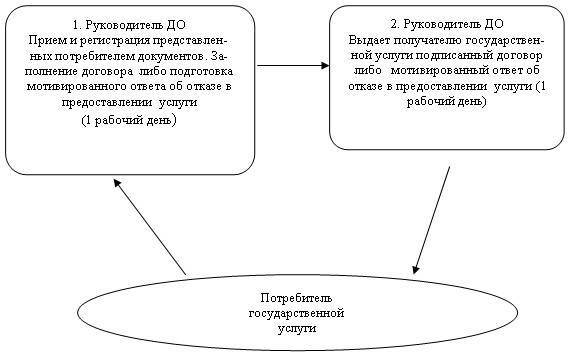 1. Руководитель ДО
Прием и регистрация представлен-
ных потребителем документов. За-
полнение договора либо подготовка
мотивированного ответа об отказе в
предоставлении услуги
(1 рабочий день)
2. Руководитель ДО
Выдает получателю государствен-
ной услуги подписанный договор
либо мотивированный ответ об
отказе в предоставлении услуги (1
рабочий день)
Потребитель
государственной
услуги